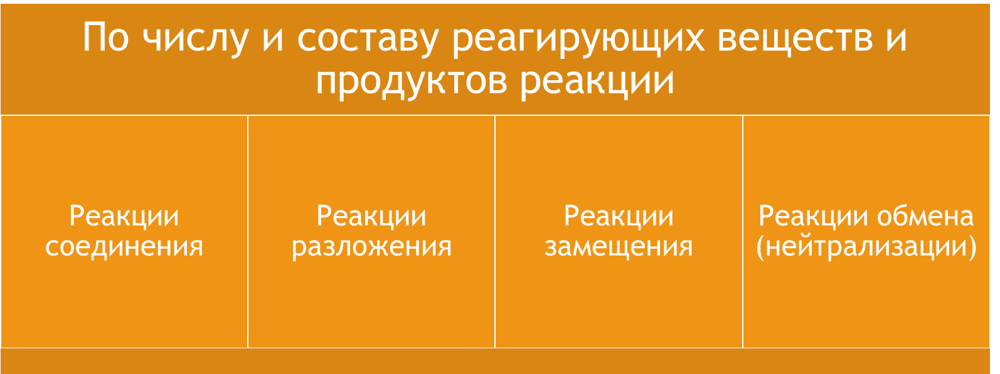 По числу и составу реагирующих веществ и
продуктов реакции
Реакции
соединения
Реакции
разложения
Реакции
замещения
Реакции обмена
(нейтрализации)